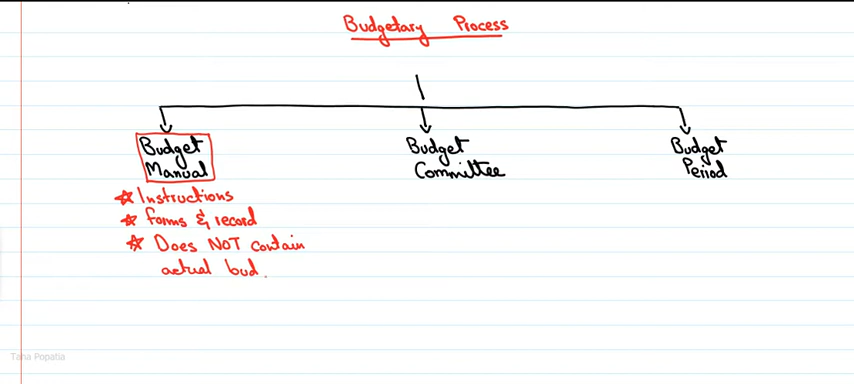 Budgetary Process
Budget Manual
Budget Committee
Budget Period
☆ Instructions
☆ forms & record
☆ Does NOT contain
actual bud.
Taha Popatia